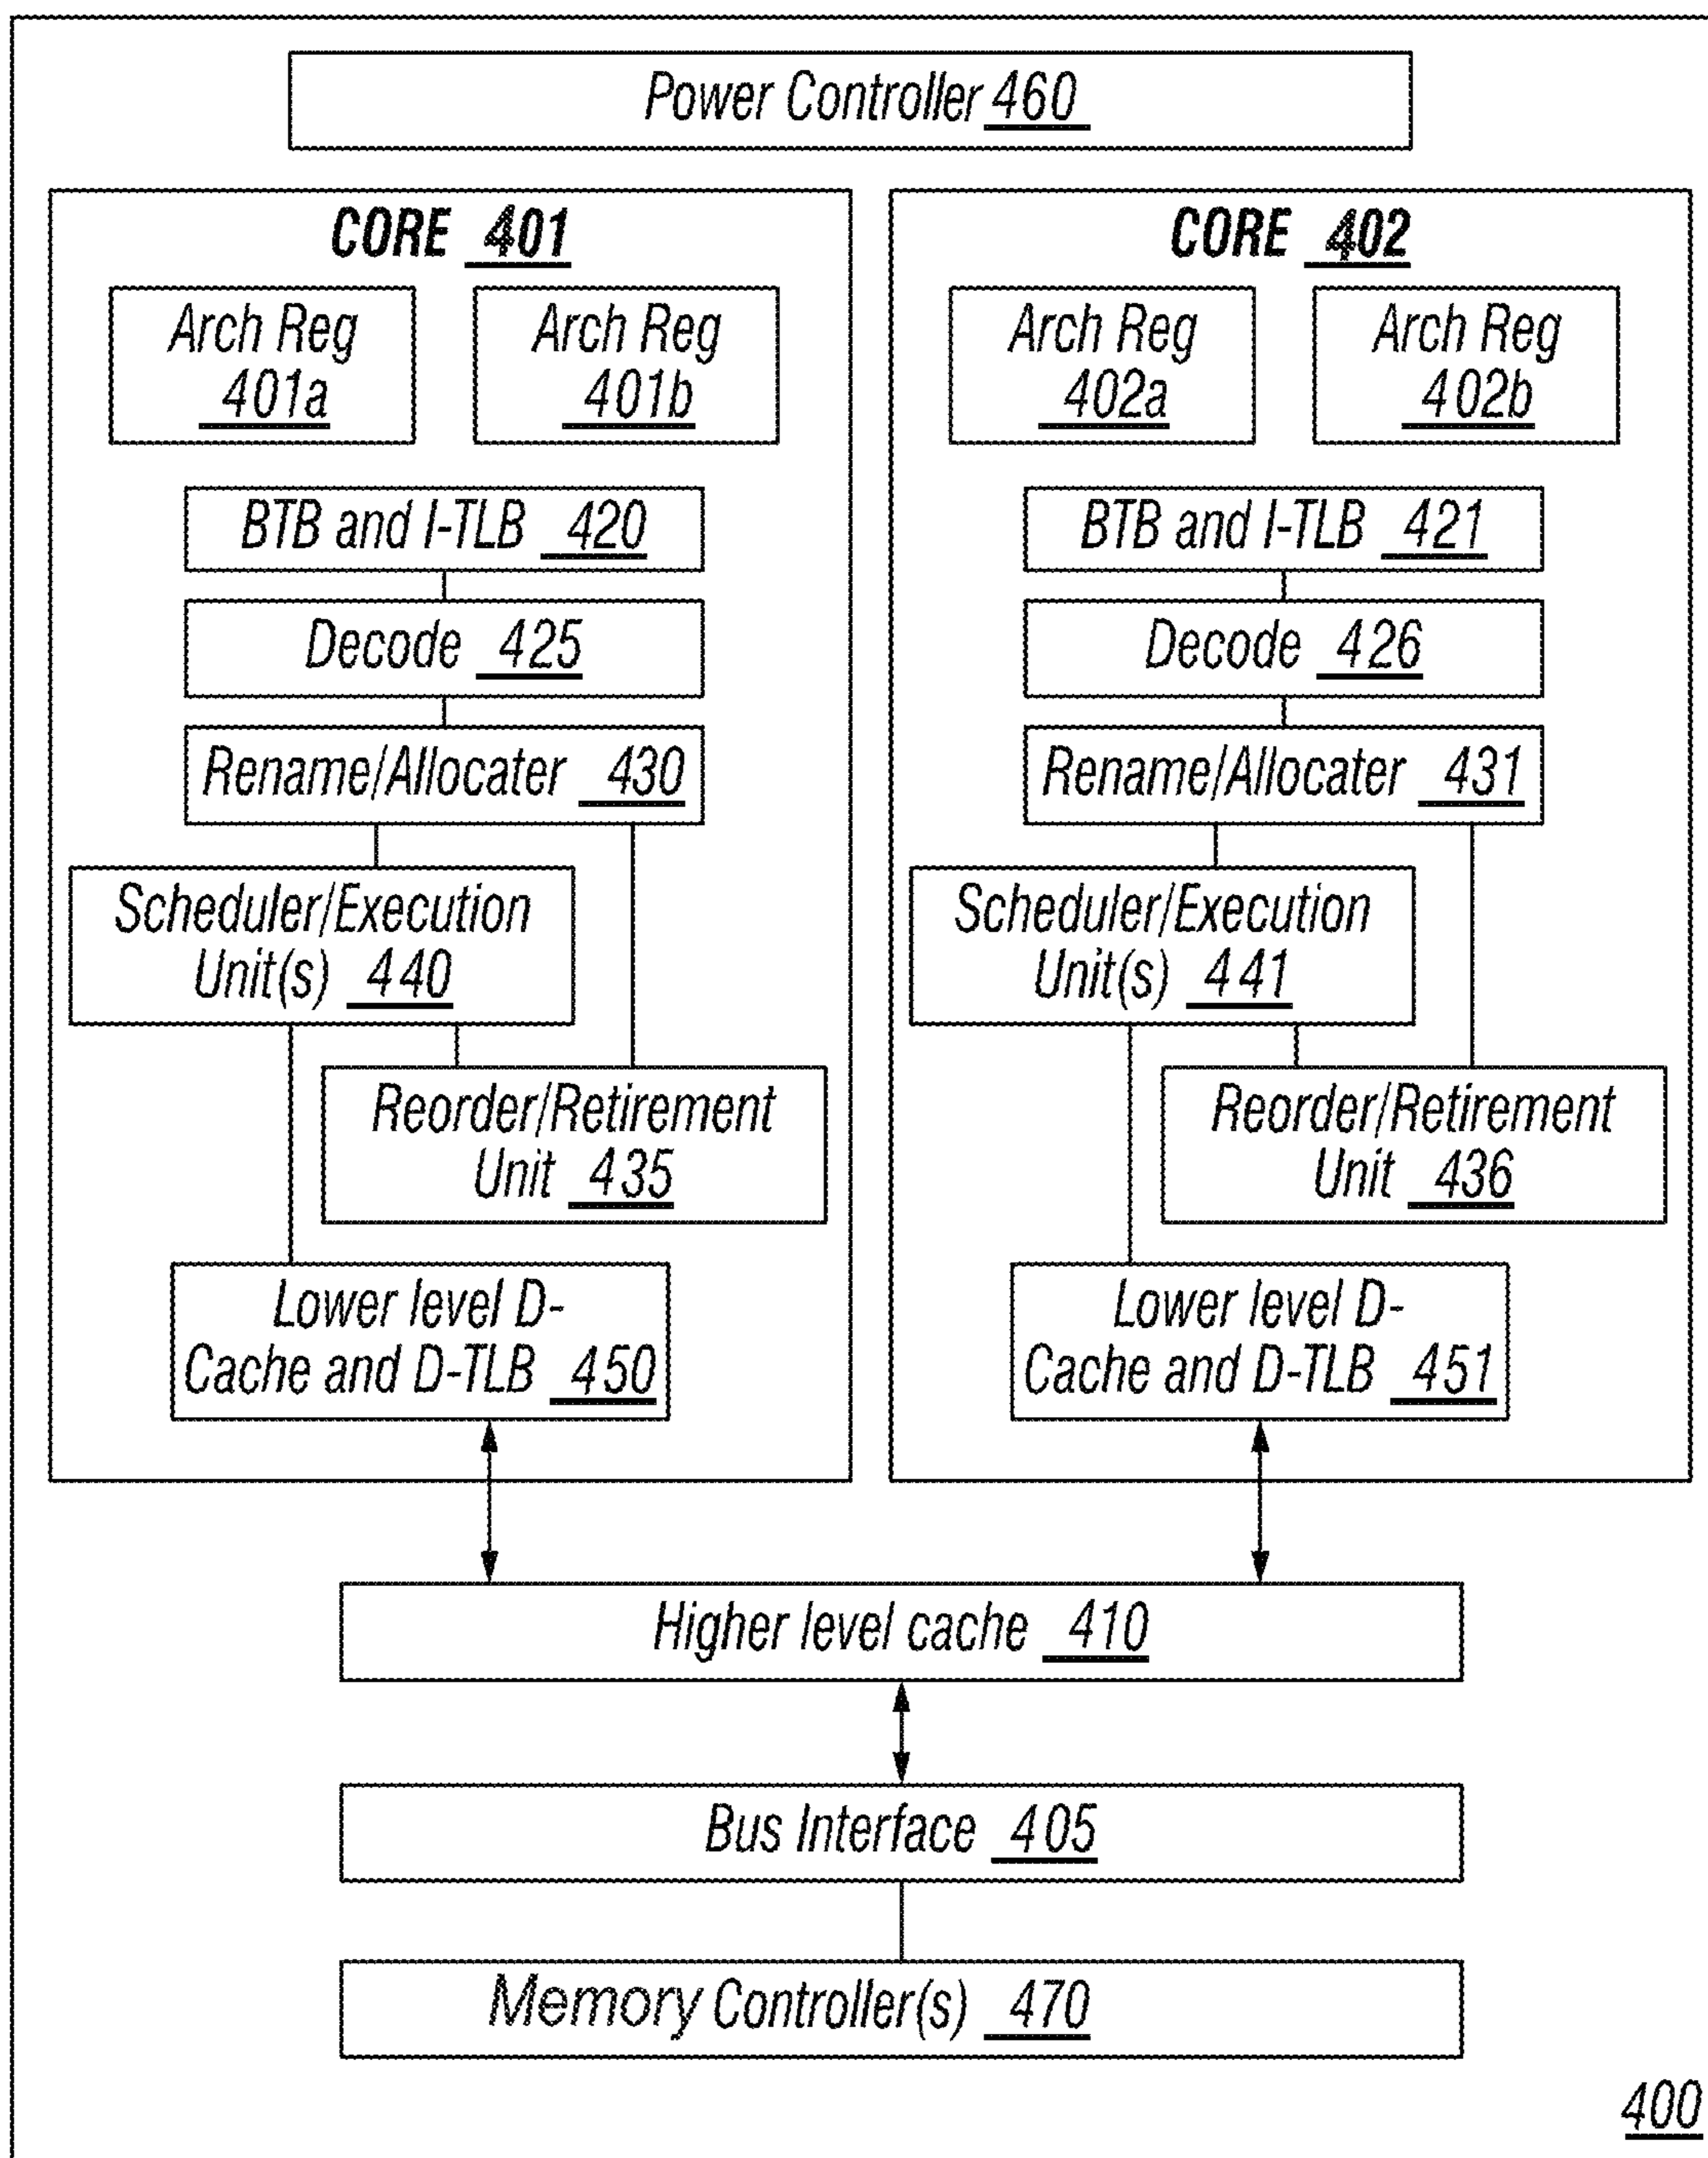 Power Controller 460
CORE 401
Arch Reg
401a
Arch Reg
401b
BTB and I-TLB 420
Decode 425
Rename/Allocater 430
Scheduler/Execution
Unit(s) 440
Reorder/Retirement
Unit 435
Lower level D-
Cache and D-TLB 450
CORE 402
Arch Reg
402a
Arch Reg
402b
BTB and I-TLB 421
Decode 426
Rename/Allocater 431
Scheduler/Execution
Unit(s) 441
Reorder/Retirement
Unit 436
Lower level D-
Cache and D-TLB 451
Higher level cache 410
Bus Interface 405
Memory Controller(s) 470
400